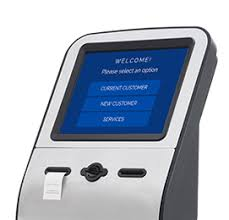 WELCOME!
Please select an option
CURRENT CUSTOMER
NEW CUSTOMER
SERVICES